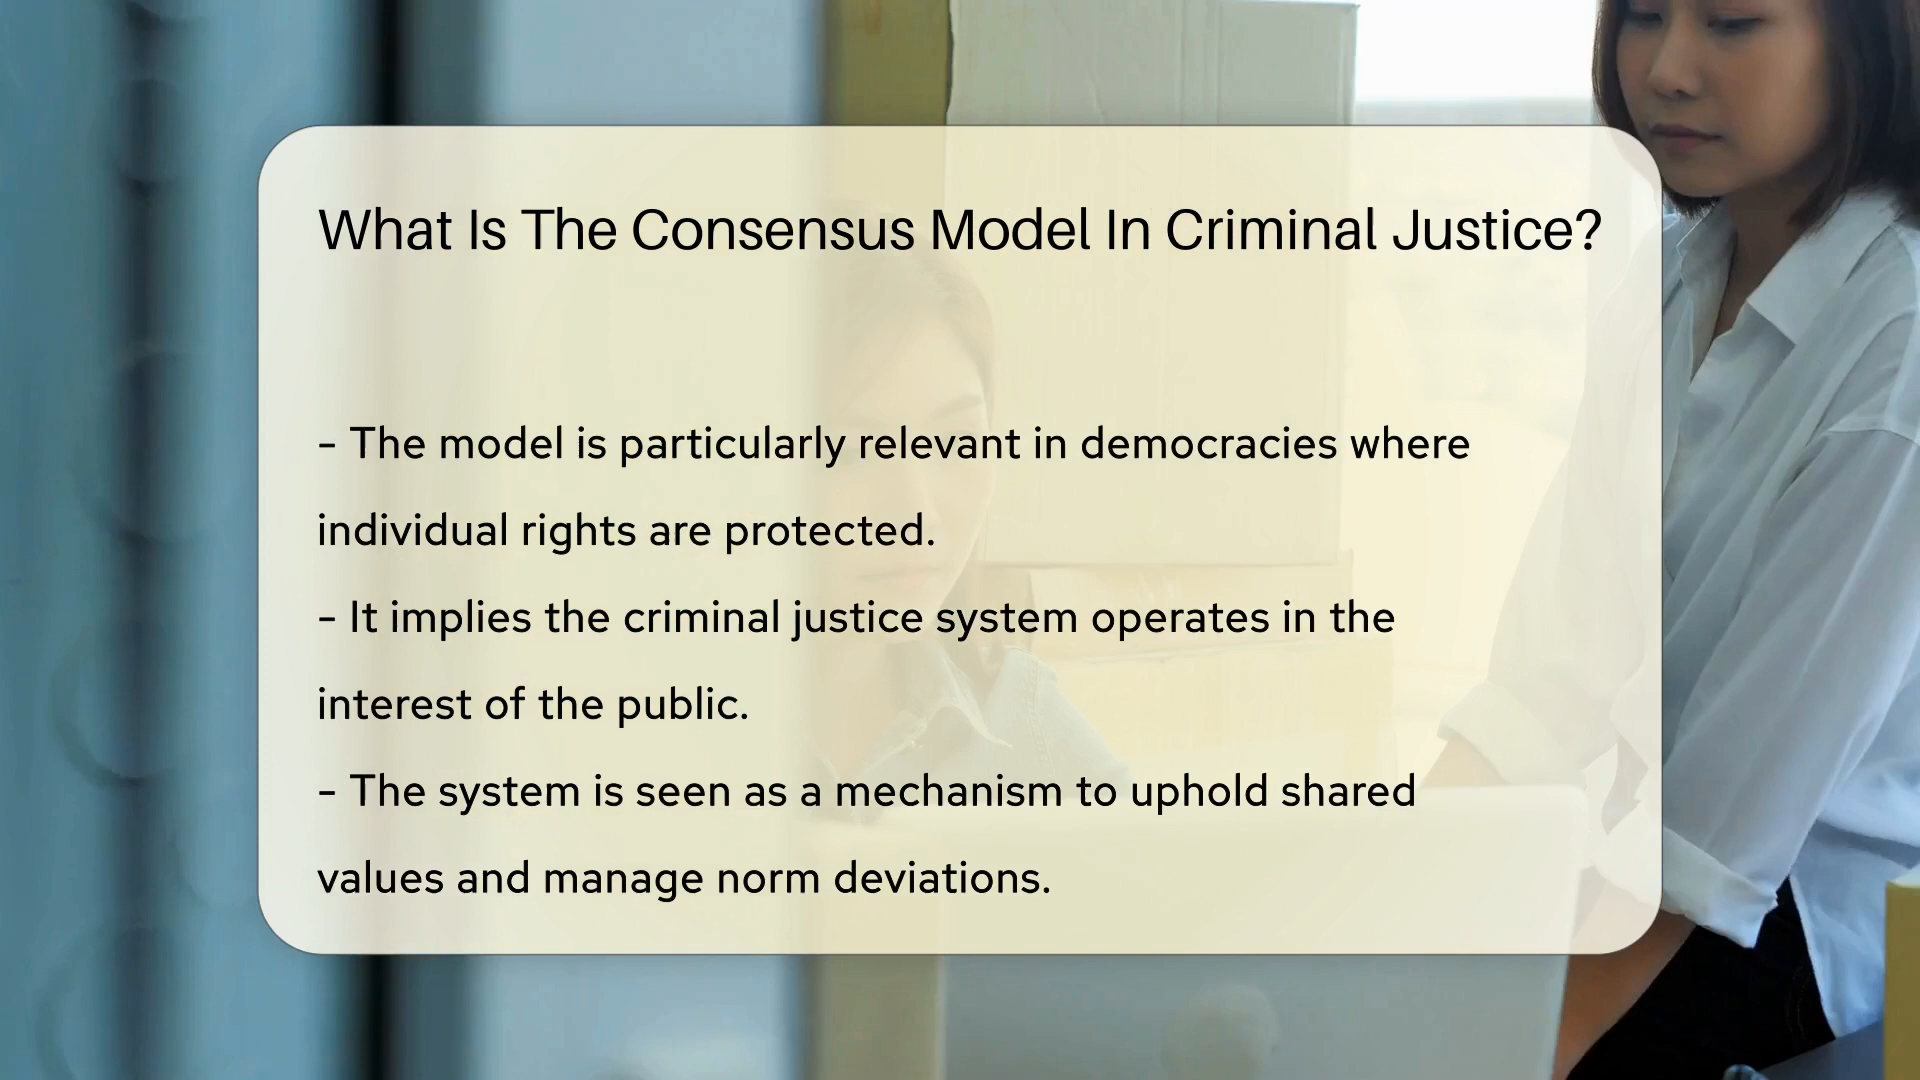 What Is The Consensus Model In Criminal Justice?
- The model is particularly relevant in democracies where
individual rights are protected.
- It implies the criminal justice system operates in the
interest of the public.
- The system is seen as a mechanism to uphold shared
values and manage norm deviations.